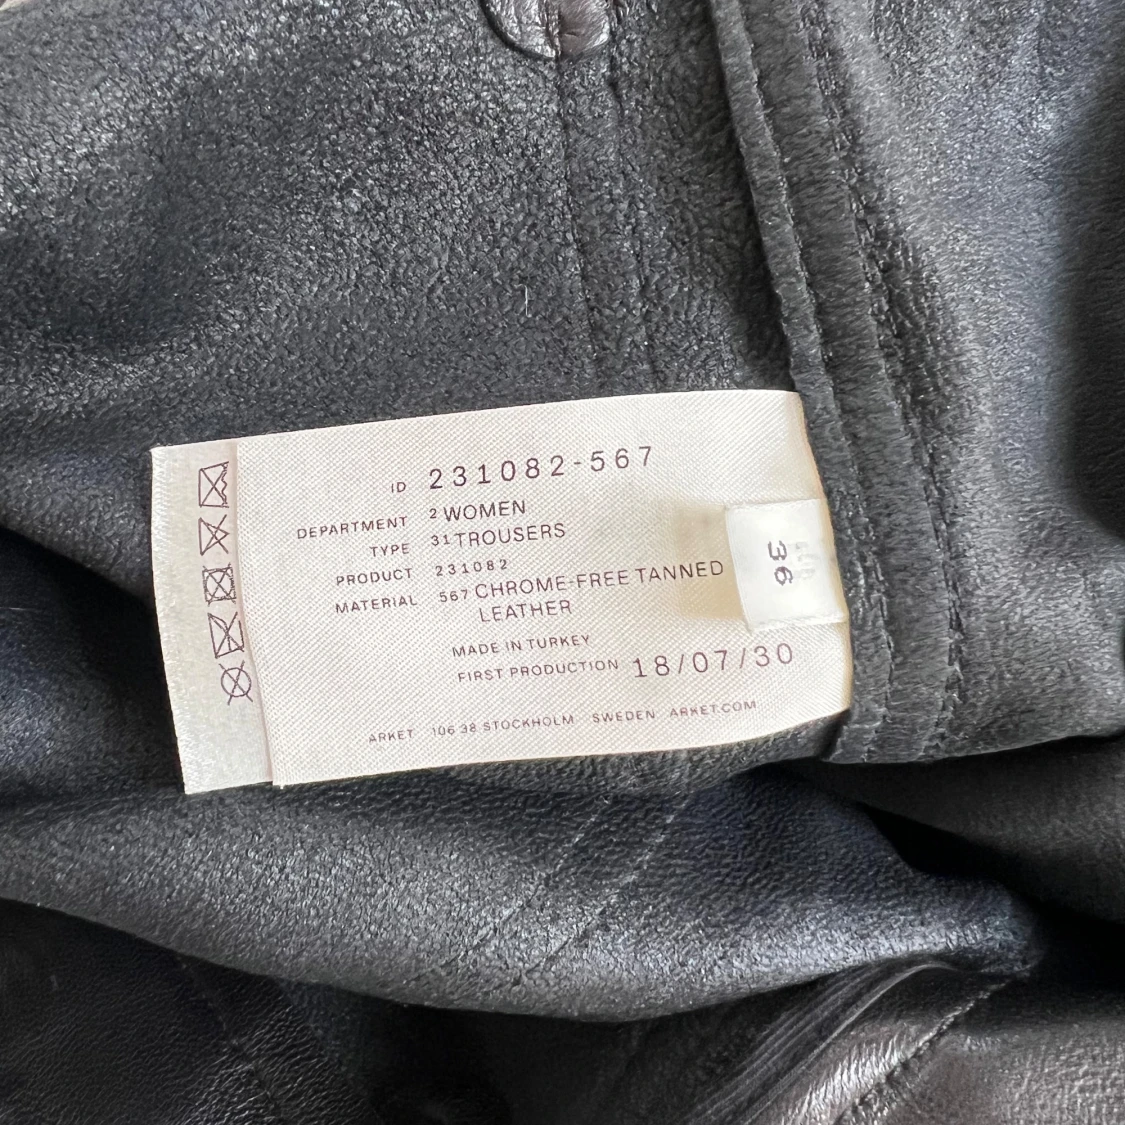 ID 231082-567
DEPARTMENT 2 WOMEN
TYPE 31 TROUSERS
PRODUCT 231082
MATERIAL 567 CHROME-FREE TANNED
LEATHER
MADE IN TURKEY
FIRST PRODUCTION 18/07/30
ARKET 106 38 STOCKHOLM SWEDEN ARKET.COM
36